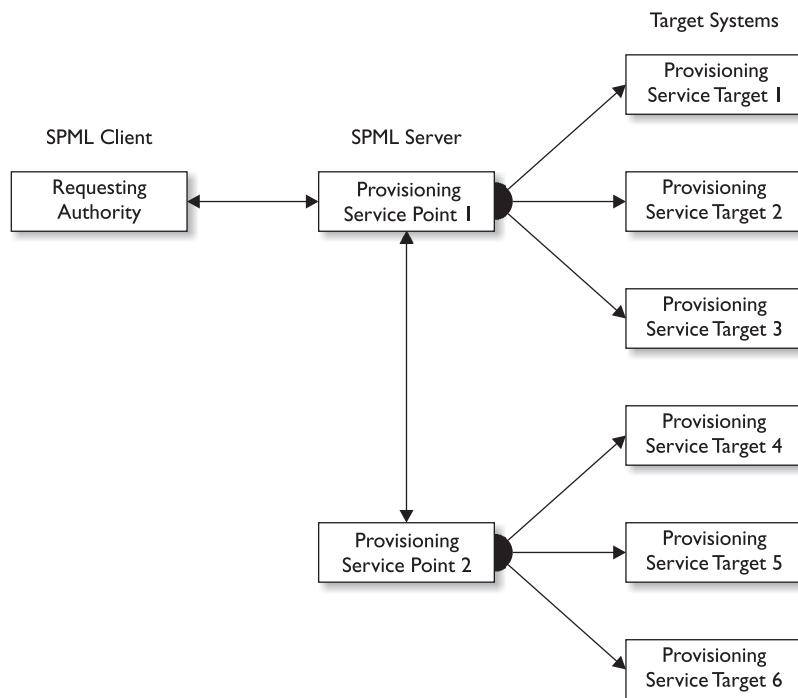 Target Systems
Provisioning
Service Target 1
SPML Client
SPML Server
Requesting
Authority
Provisioning
Service Point 1
Provisioning
Service Target 2
Provisioning
Service Target 3
Provisioning
Service Target 4
Provisioning
Service Point 2
Provisioning
Service Target 5
Provisioning
Service Target 6